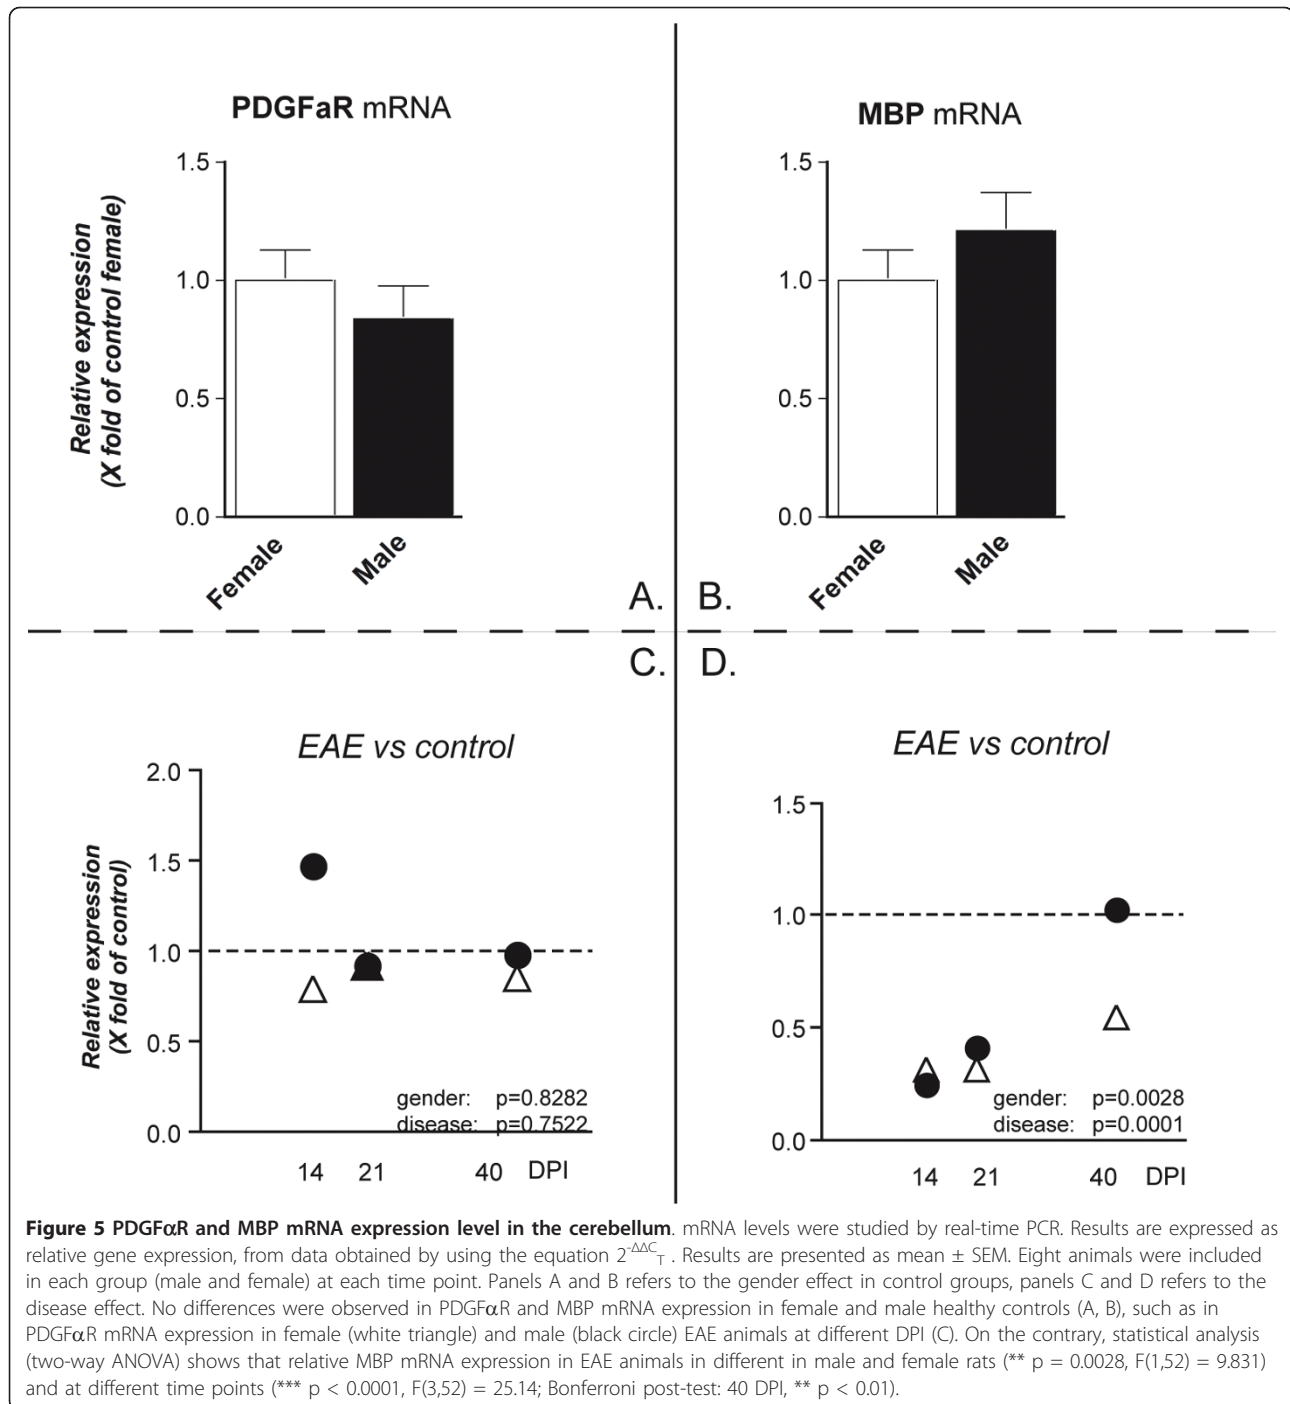 PDGFaR mRNA
1.5
1.0
0.5
0.0
Relative expression
(X fold of control female)
Female
Male
A.
MBP mRNA
1.5
1.0
0.5
0.0
Female
Male
B.
C.
EAE vs control
2.0
1.5
1.0
0.5
0.0
Relative expression
(X fold of control)
gender: p=0.8282
disease: p=0.7522
14 21 40 DPI
D.
EAE vs control
1.5
1.0
0.5
0.0
gender: p=0.0028
disease: p=0.0001
14 21 40 DPI
Figure 5 PDGFαR and MBP mRNA expression level in the cerebellum. mRNA levels were studied by real-time PCR. Results are expressed as
relative gene expression, from data obtained by using the equation 2^-ΔΔC_T. Results are presented as mean ± SEM. Eight animals were included
in each group (male and female) at each time point. Panels A and B refers to the gender effect in control groups, panels C and D refers to the
disease effect. No differences were observed in PDGFαR and MBP mRNA expression in female and male healthy controls (A, B), such as in
PDGFαR mRNA expression in female (white triangle) and male (black circle) EAE animals at different DPI (C). On the contrary, statistical analysis
(two-way ANOVA) shows that relative MBP mRNA expression in EAE animals in different in male and female rats (** p = 0.0028, F(1,52) = 9.831)
and at different time points (*** p < 0.0001, F(3,52) = 25.14; Bonferroni post-test: 40 DPI, ** p < 0.01).